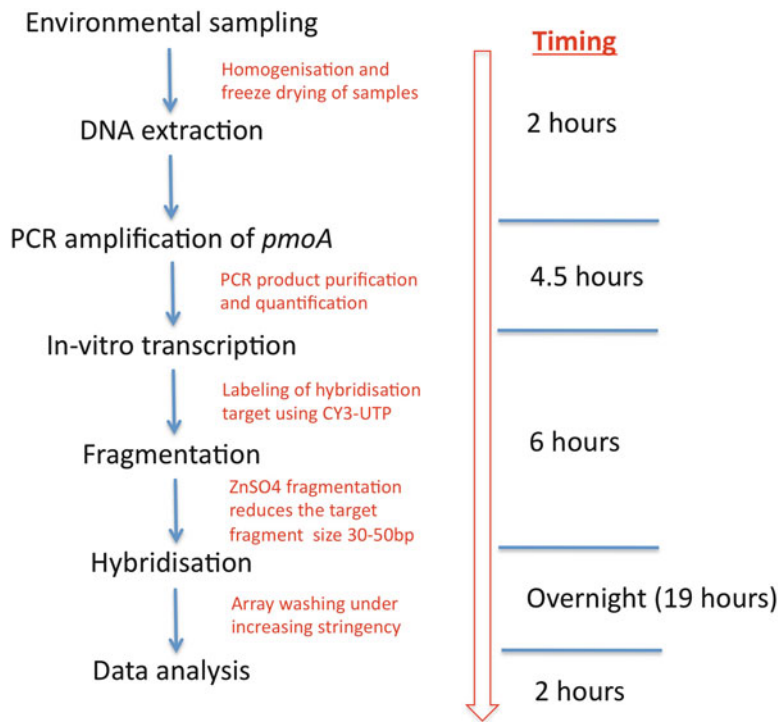 Environmental sampling
Homogenisation and
freeze drying of samples
DNA extraction
PCR amplification of pmoA
PCR product purification
and quantification
In-vitro transcription
Labeling of hybridisation
target using CY3-UTP
Fragmentation
ZnSO4 fragmentation
reduces the target
fragment size 30-50bp
Hybridisation
Array washing under
increasing stringency
Data analysis
Timing
2 hours
4.5 hours
6 hours
Overnight (19 hours)
2 hours